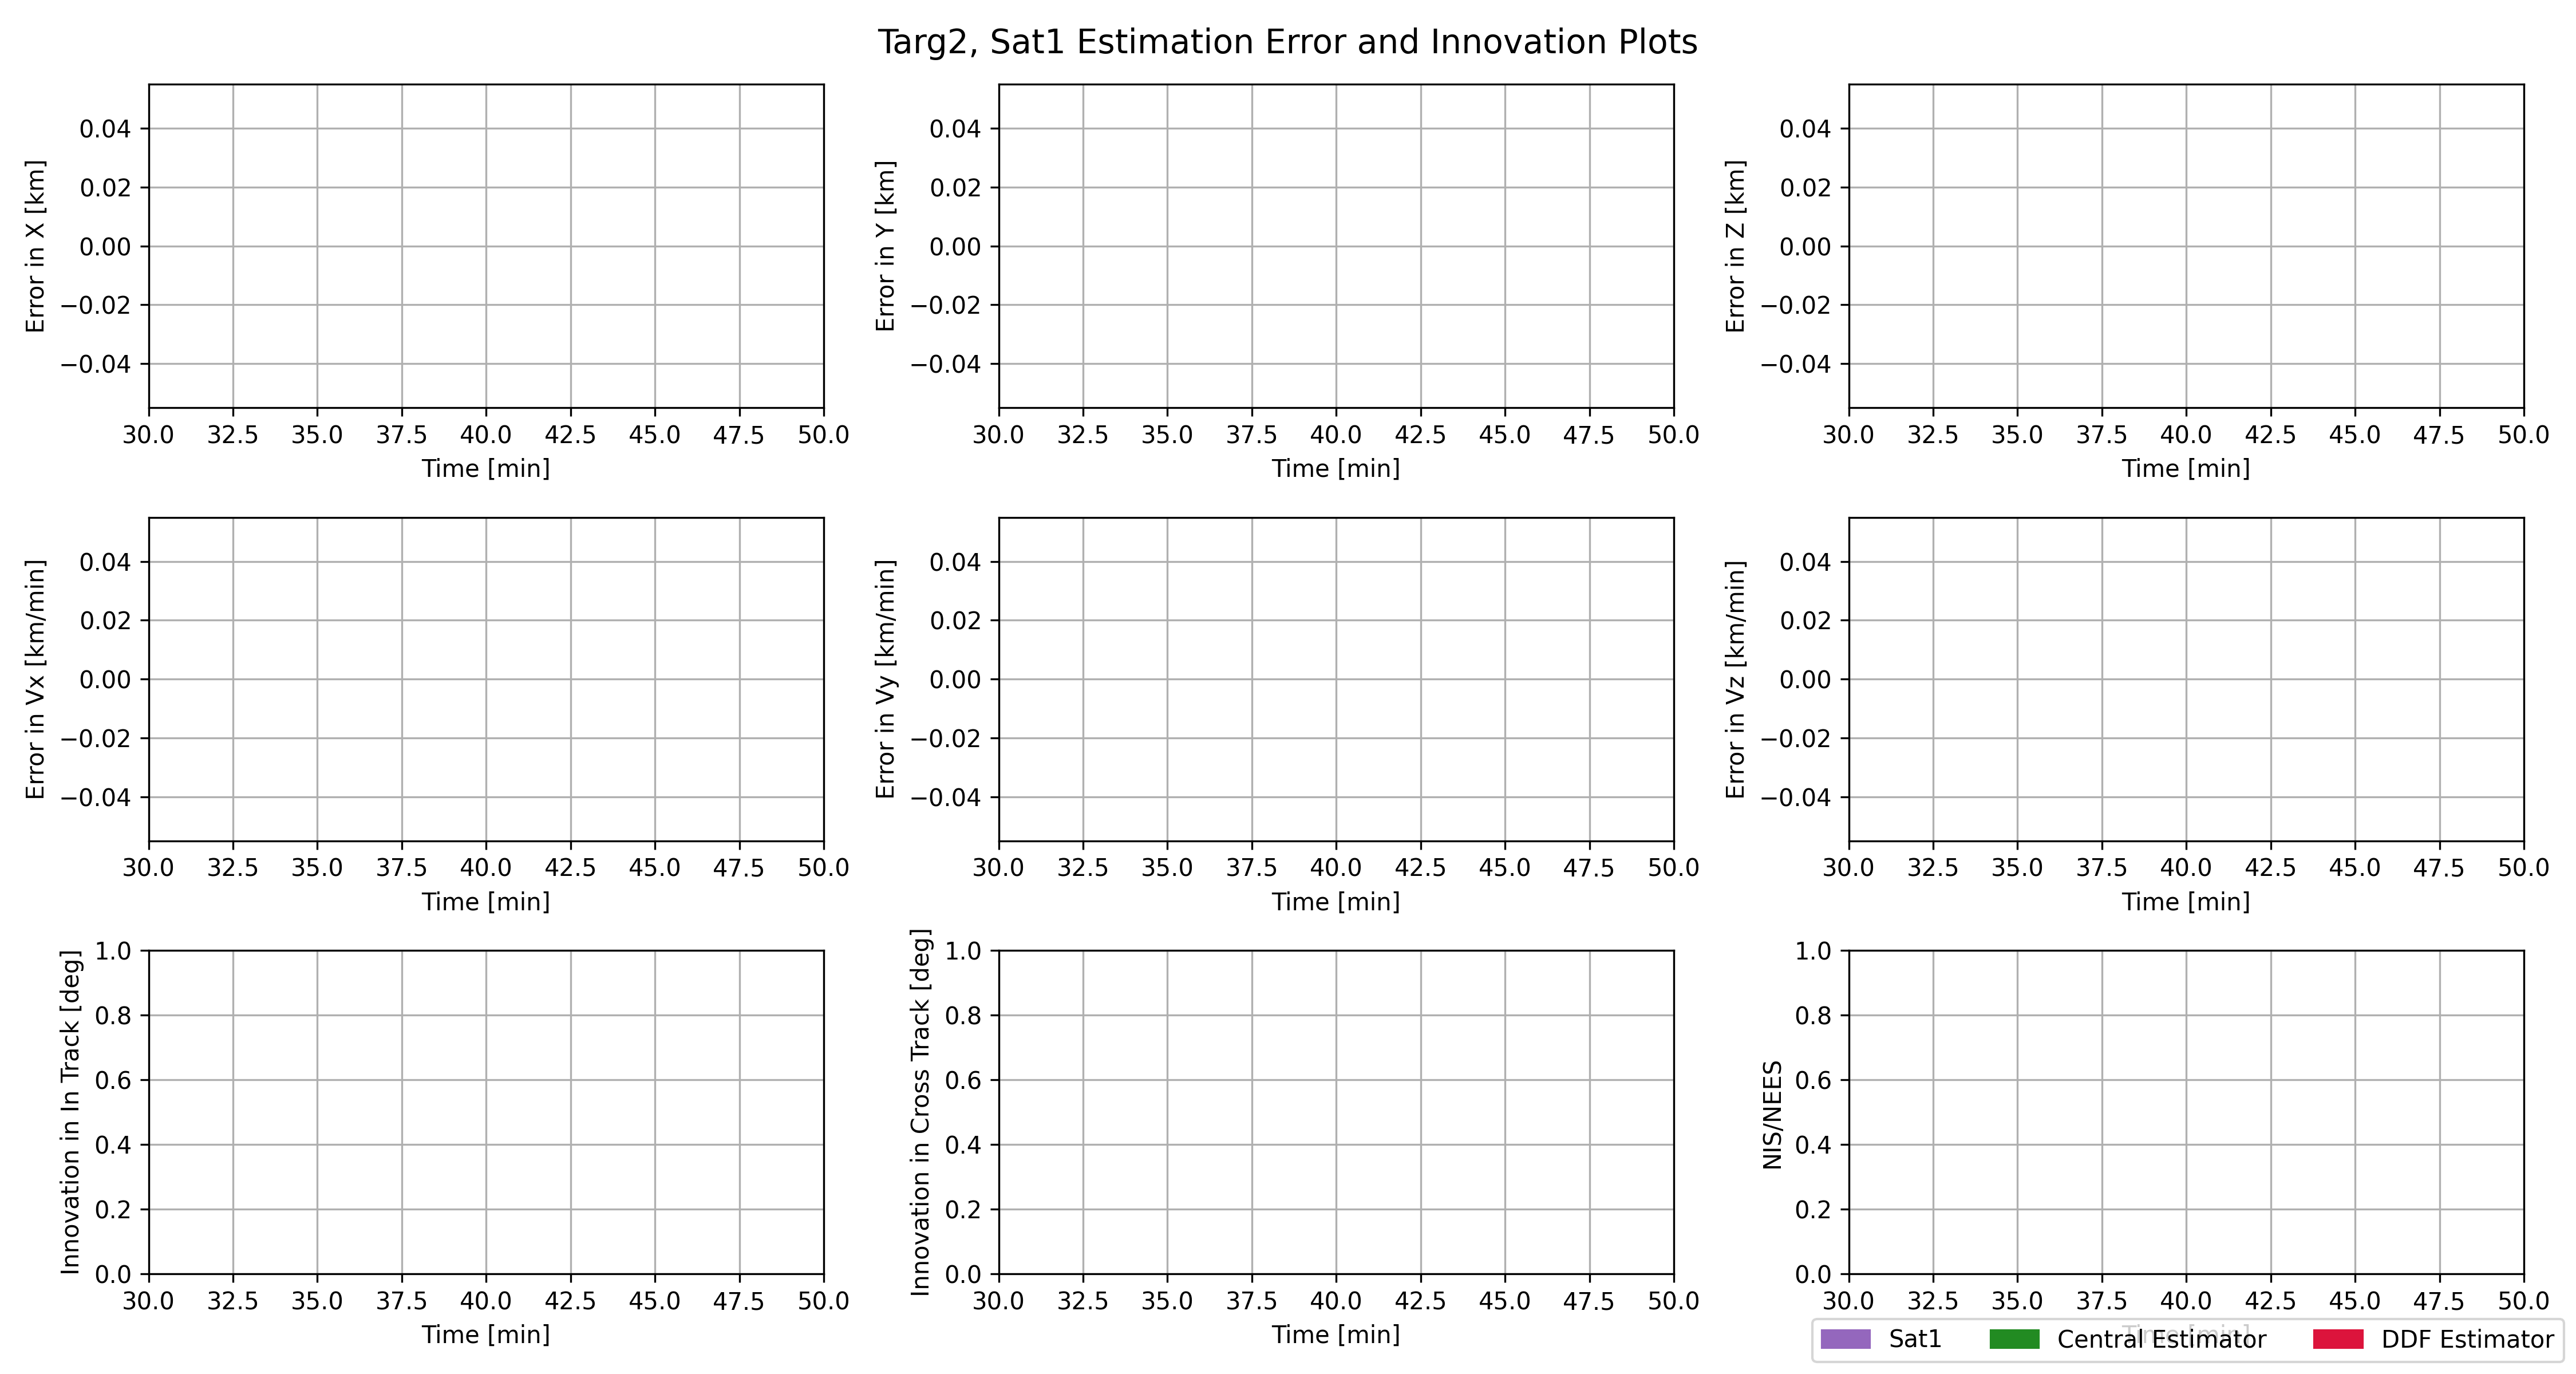 Targ2, Sat1 Estimation Error and Innovation Plots
Error in X [km]
0.04
0.02
0.00
−0.02
−0.04
30.0 32.5 35.0 37.5 40.0 42.5 45.0 47.5 50.0
Time [min]
Error in Y [km]
0.04
0.02
0.00
−0.02
−0.04
30.0 32.5 35.0 37.5 40.0 42.5 45.0 47.5 50.0
Time [min]
Error in Z [km]
0.04
0.02
0.00
−0.02
−0.04
30.0 32.5 35.0 37.5 40.0 42.5 45.0 47.5 50.0
Time [min]
Error in Vx [km/min]
0.04
0.02
0.00
−0.02
−0.04
30.0 32.5 35.0 37.5 40.0 42.5 45.0 47.5 50.0
Time [min]
Error in Vy [km/min]
0.04
0.02
0.00
−0.02
−0.04
30.0 32.5 35.0 37.5 40.0 42.5 45.0 47.5 50.0
Time [min]
Error in Vz [km/min]
0.04
0.02
0.00
−0.02
−0.04
30.0 32.5 35.0 37.5 40.0 42.5 45.0 47.5 50.0
Time [min]
Innovation in In Track [deg]
1.0
0.8
0.6
0.4
0.2
0.0
30.0 32.5 35.0 37.5 40.0 42.5 45.0 47.5 50.0
Time [min]
Innovation in Cross Track [deg]
1.0
0.8
0.6
0.4
0.2
0.0
30.0 32.5 35.0 37.5 40.0 42.5 45.0 47.5 50.0
Time [min]
NIS/NEES
1.0
0.8
0.6
0.4
0.2
0.0
30.0 32.5 35.0 37.5 40.0 42.5 45.0 47.5 50.0
Time [min]
Sat1 Central Estimator DDF Estimator